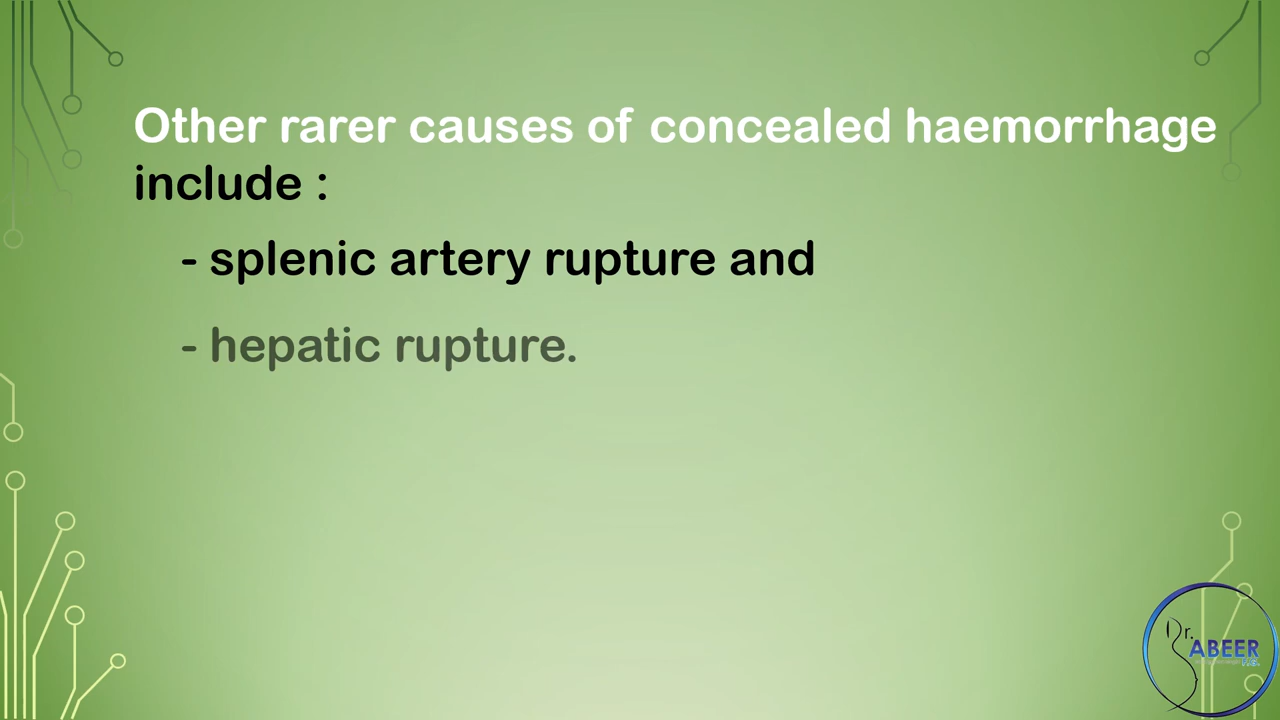 Other rarer causes of concealed haemorrhage
include :
- splenic artery rupture and
- hepatic rupture.
Dr.
ABEER
F.G.